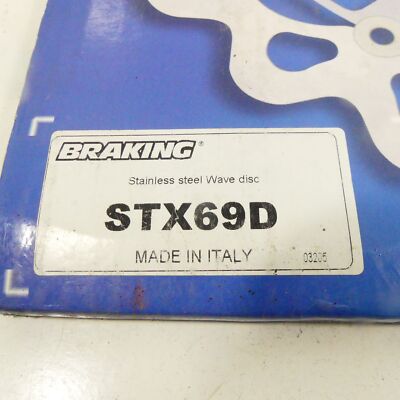 BRAKING®
Stainless steel Wave disc
STX69D
MADE IN ITALY 03205